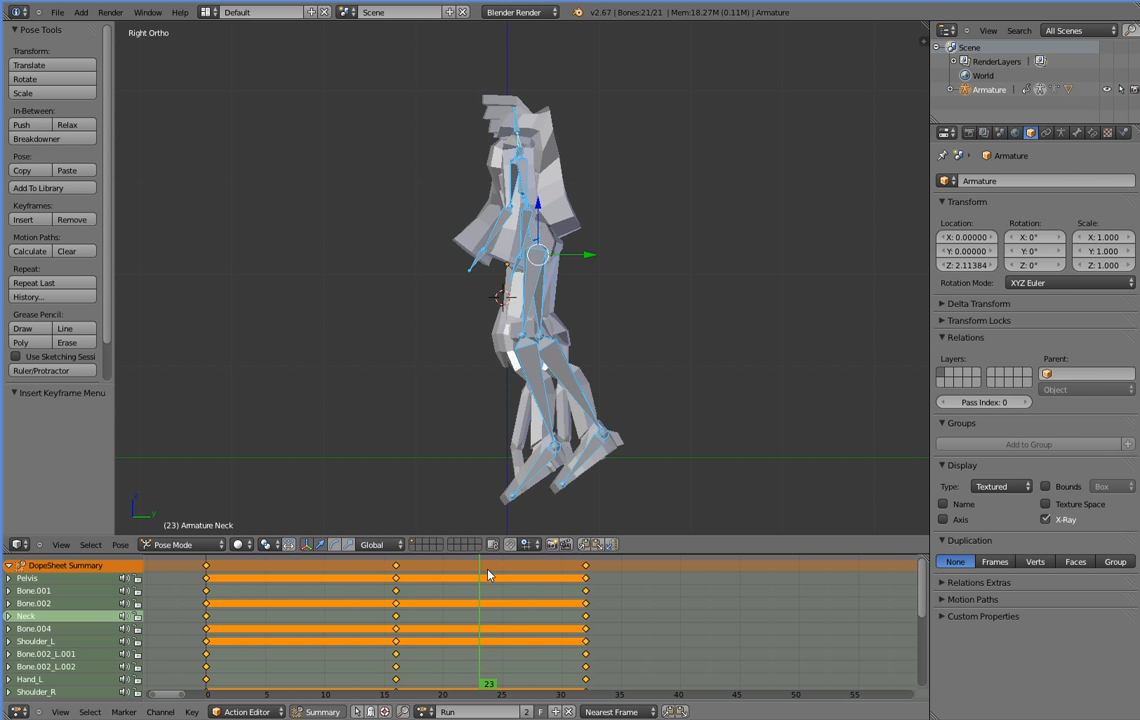 File Render Window Help Default Scene Blender Render v2.67 | Bones:21/21 | Mem:18.27M (0.11M) | Armature
Pose Tools
Transform:
Translate
Rotate
Scale
In-Between:
Push Relax
Breakdowner
Pose:
Copy Paste
Add To Library
Keyframes:
Insert Remove
Motion Paths:
Calculate Clear
Repeat:
Repeat Last
History...
Grease Pencil:
Draw Line
Poly Erase
Use Sketching Sessi
Ruler/Protractor
Insert Keyframe Menu
Right Ortho
(23) Armature Neck
View Select Pose Pose Mode Global
View Search All Scenes
Scene
RenderLayers
World
Armature
Armature
Armature
Transform
Location: Rotation: Scale:
X: 0.00000 X: 0° X: 1.000
Y: 0.00000 Y: 0° Y: 1.000
Z: 2.11384 Z: 0° Z: 1.000
Rotation Mode: XYZ Euler
Delta Transform
Transform Locks
Relations
Layers: Parent:
Object
Pass Index: 0
Groups
Add to Group
Display
Type: Textured Bounds Box
Name Texture Space
Axis X-Ray
Duplication
None Frames Verts Faces Group
Relations Extras
Motion Paths
Custom Properties
DopeSheet Summary
Pelvis
Bone.001
Bone.002
Neck
Bone.004
Shoulder_L
Bone.002_L.001
Bone.002_L.002
Hand_L
Shoulder_R
23
0 5 10 15 20 25 30 35 40 45 50 55
View Select Marker Channel Key Action Editor Summary Run 2 F Nearest Frame